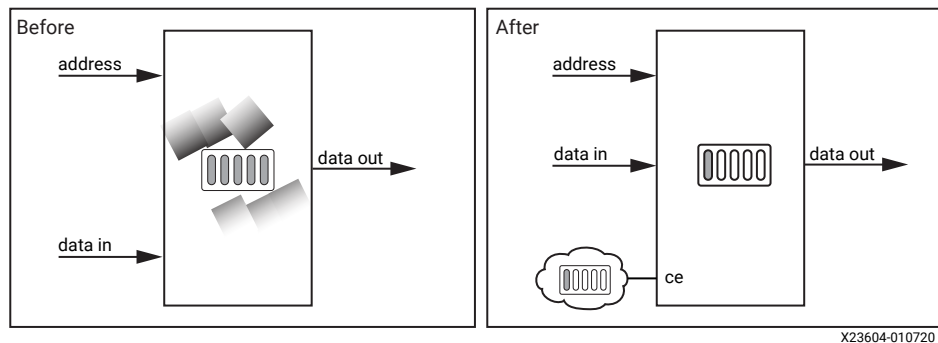 Before
address
data out
data in
After
address
data in
data out
ce
X23604-010720